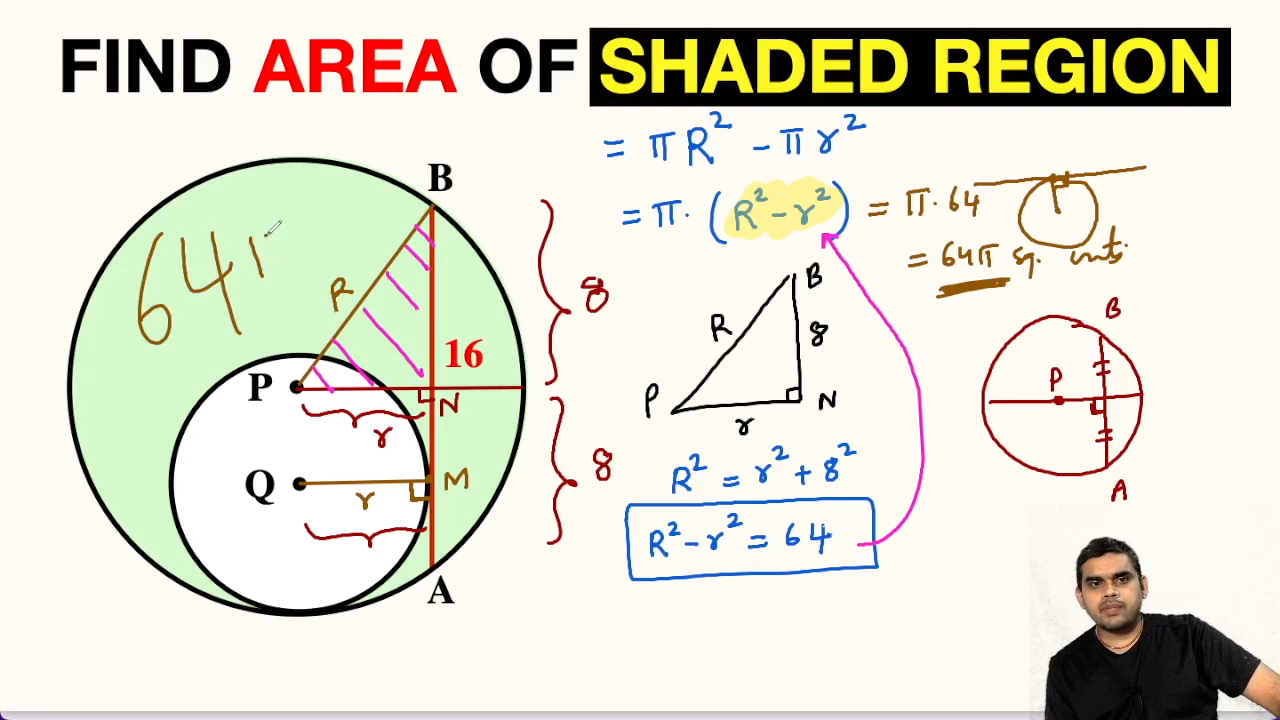 FIND AREA OF SHADED REGION
= πR² - πr²
= π. (R² - r²) = π.64
= 64π sq. units.
B
R
64π
8
16
P
N
r
Q
M
r
8
A
B
R
8
P
N
r
R² = r² + 8²
R² - r² = 64
B
P
A